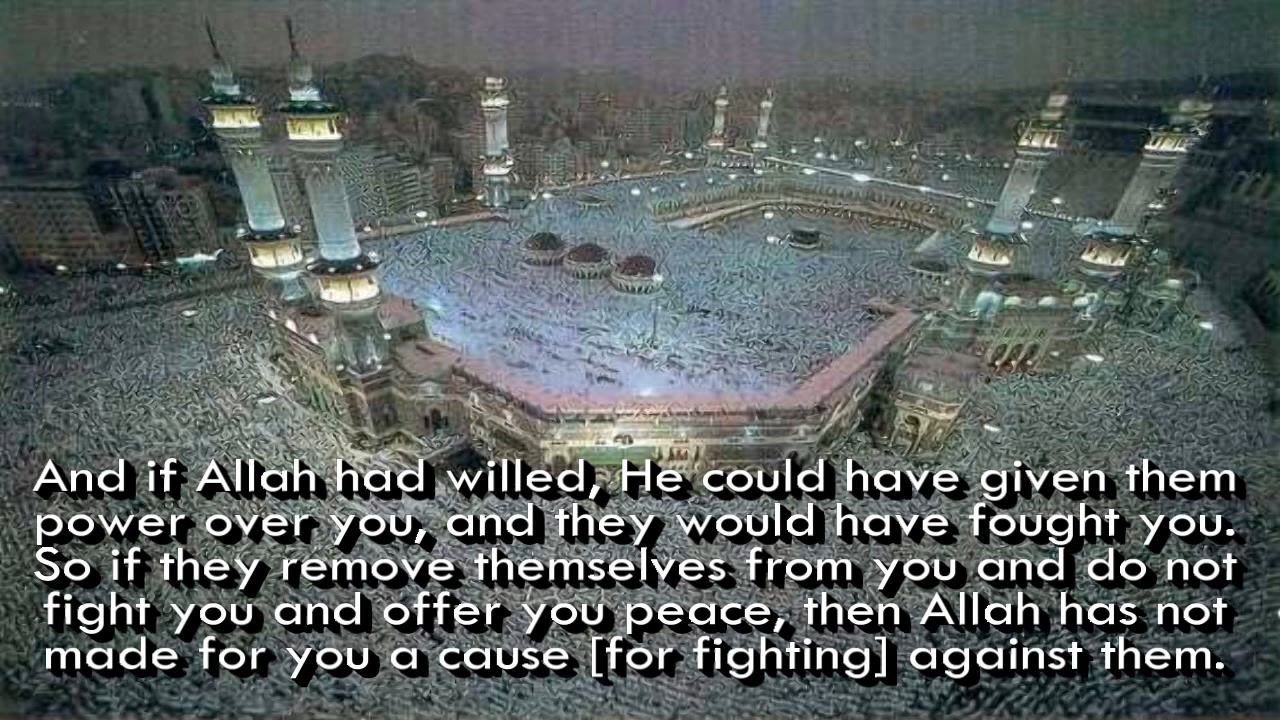 And if Allah had willed, He could have given them
power over you, and they would have fought you.
So if they remove themselves from you and do not
fight you and offer you peace, then Allah has not
made for you a cause [for fighting] against them.